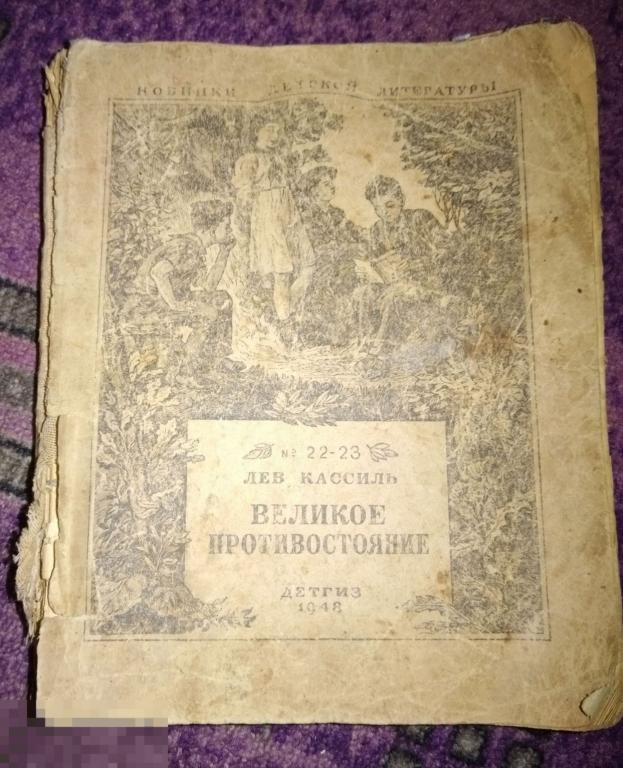 НОВИНКИ ДЕТСКОЙ ЛИТЕРАТУРЫ
№ 22-23
ЛЕВ КАССИЛЬ
ВЕЛИКОЕ
ПРОТИВОСТОЯНИЕ
ДЕТГИЗ
1948